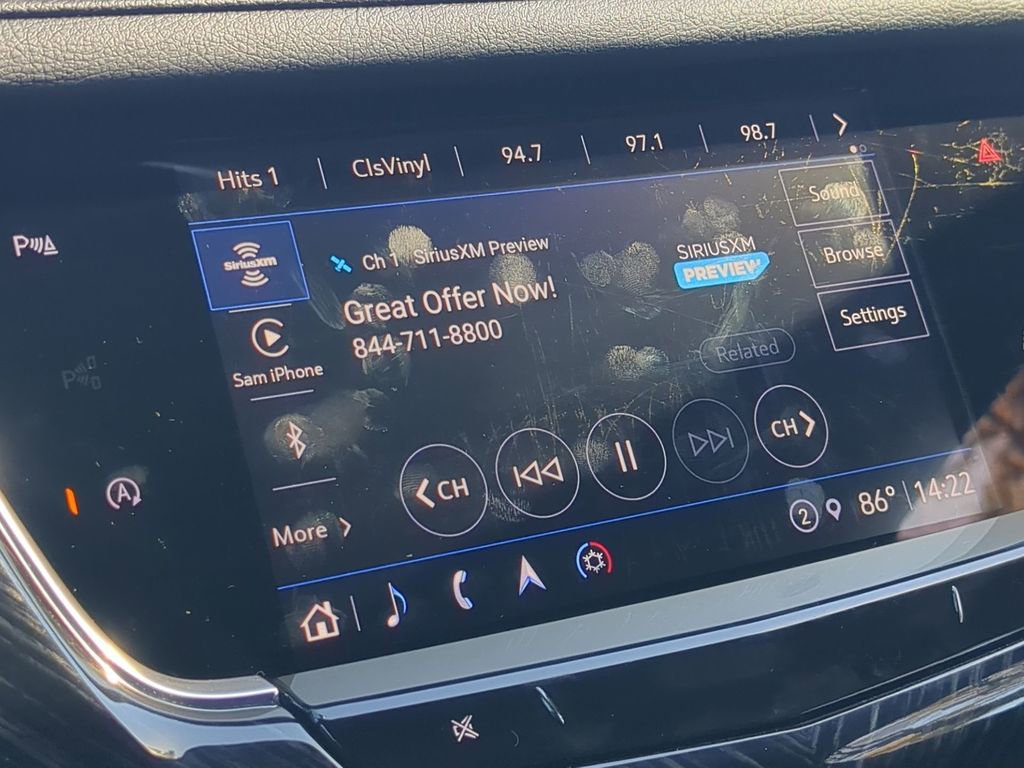 Hits 1 ClsVinyl 94.7 97.1 98.7
SiriusXM
Ch 1 SiriusXM Preview
SIRIUSXM
PREVIEW
Sound
Browse
Settings
Great Offer Now!
844-711-8800
Related
Sam iPhone
More
CH
CH
2 86° 14:22
P
P
A